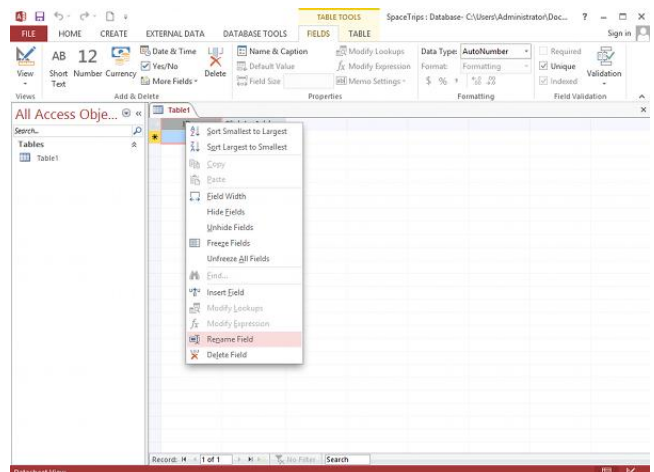 TABLE TOOLS
SpaceTrips : Database- C:\Users\Administrator\Doc...
?
FILE HOME CREATE EXTERNAL DATA DATABASE TOOLS FIELDS TABLE Sign in
View
Views
AB 12
Short Text Number Currency
Date & Time
Yes/No
More Fields
Delete
Add & Delete
Name & Caption
Default Value
Field Size
Modify Lookups
Modify Expression
Memo Settings
Properties
Data Type: AutoNumber
Format: Formatting
$ % ,
Formatting
Required
Unique
Indexed
Validation
Field Validation
All Access Obje...
Search...
Tables
Table1
Table1
Sort Smallest to Largest
Sort Largest to Smallest
Copy
Paste
Field Width
Hide Fields
Unhide Fields
Freeze Fields
Unfreeze All Fields
Find...
Insert Field
Modify Lookups
Modify Expression
Rename Field
Delete Field
Record: 1 of 1 No Filter Search
Datasheet View